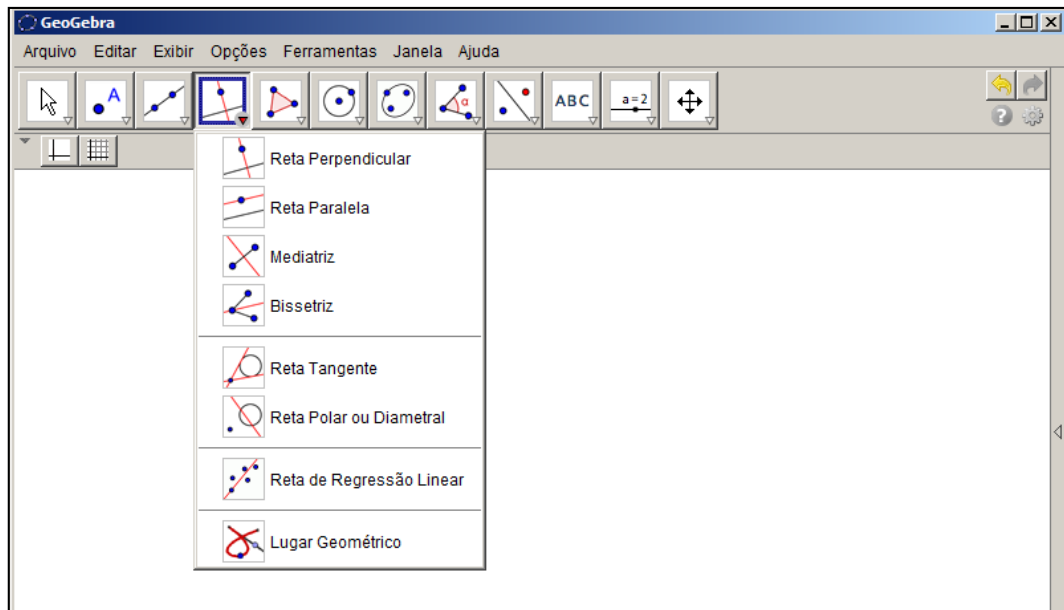 GeoGebra
Arquivo Editar Exibir Opções Ferramentas Janela Ajuda
A α ABC a=2
Reta Perpendicular
Reta Paralela
Mediatriz
Bissetriz
Reta Tangente
Reta Polar ou Diametral
Reta de Regressão Linear
Lugar Geométrico